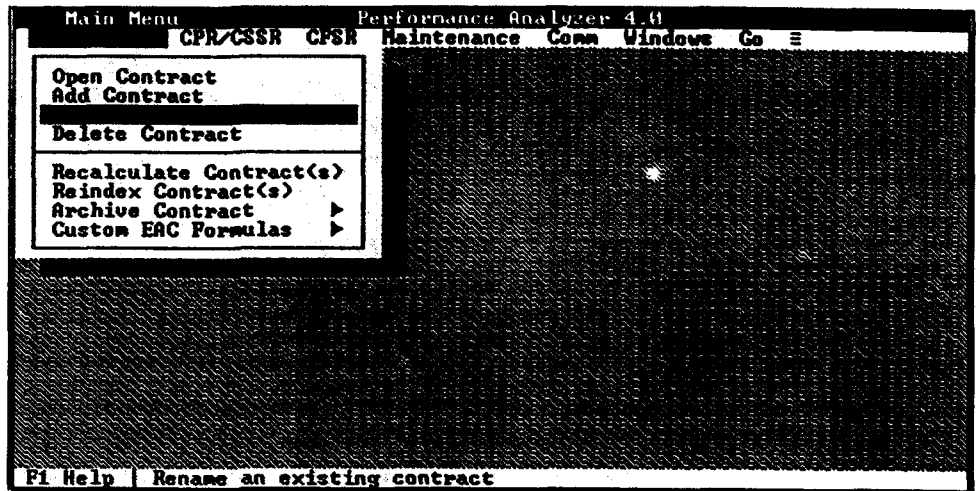 Main Menu Performance Analyzer 4.0
CPR/CSSR CPSR Maintenance Comm Windows Go ≡
Open Contract
Add Contract
Delete Contract
Recalculate Contract(s)
Reindex Contract(s)
Archive Contract ►
Custom EAC Formulas ►
F1 Help | Rename an existing contract